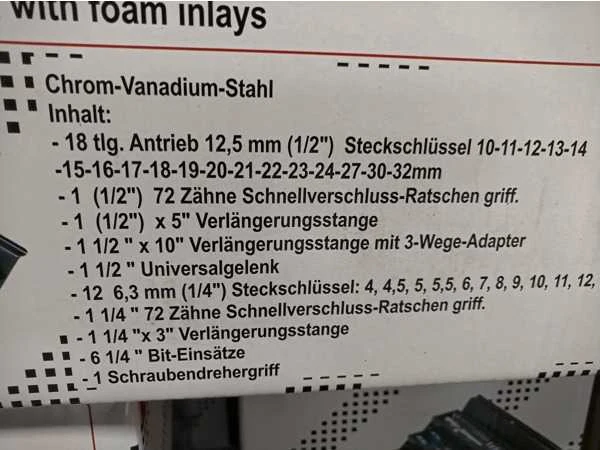 with foam inlays
Chrom-Vanadium-Stahl
Inhalt:
- 18 tlg. Antrieb 12,5 mm (1/2") Steckschlüssel 10-11-12-13-14
-15-16-17-18-19-20-21-22-23-24-27-30-32mm
- 1 (1/2") 72 Zähne Schnellverschluss-Ratschen griff.
- 1 (1/2") x 5" Verlängerungsstange
- 1 1/2 " x 10" Verlängerungsstange mit 3-Wege-Adapter
- 1 1/2 " Universalgelenk
- 12 6,3 mm (1/4") Steckschlüssel: 4, 4,5, 5, 5,5, 6, 7, 8, 9, 10, 11, 12,
- 1 1/4 " 72 Zähne Schnellverschluss-Ratschen griff.
- 1 1/4 "x 3" Verlängerungsstange
- 6 1/4 " Bit-Einsätze
- 1 Schraubendrehergriff